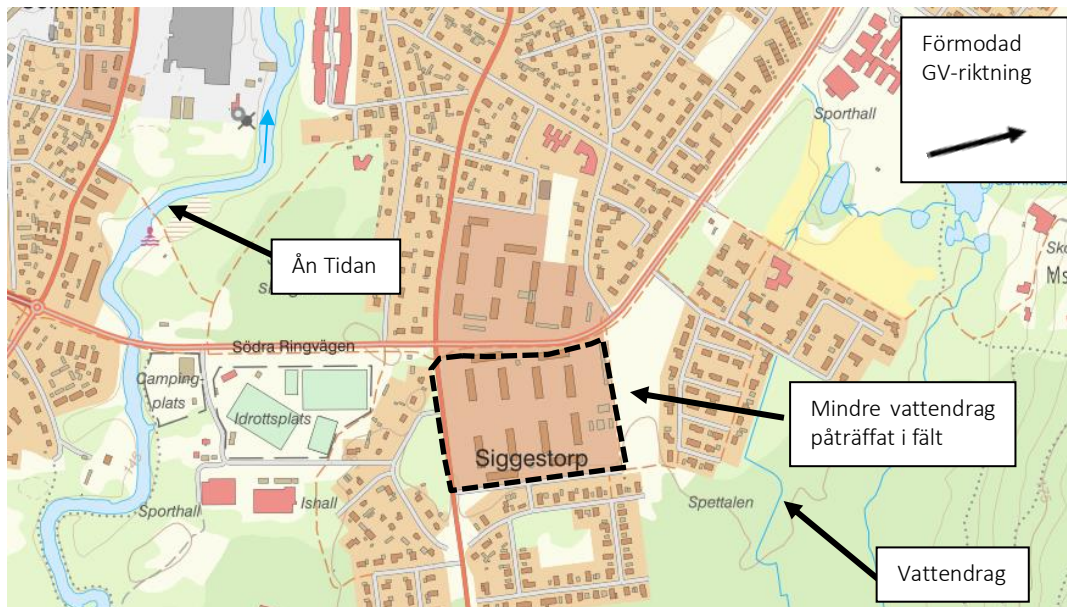 Förmodad
GV-riktning
Sporthall
Ån Tidan
Södra Ringvägen
Camping-
plats
Idrottsplats
Mindre vattendrag
påträffat i fält
Siggestorp
Sporthall
Ishall
Spettalen
Vattendrag